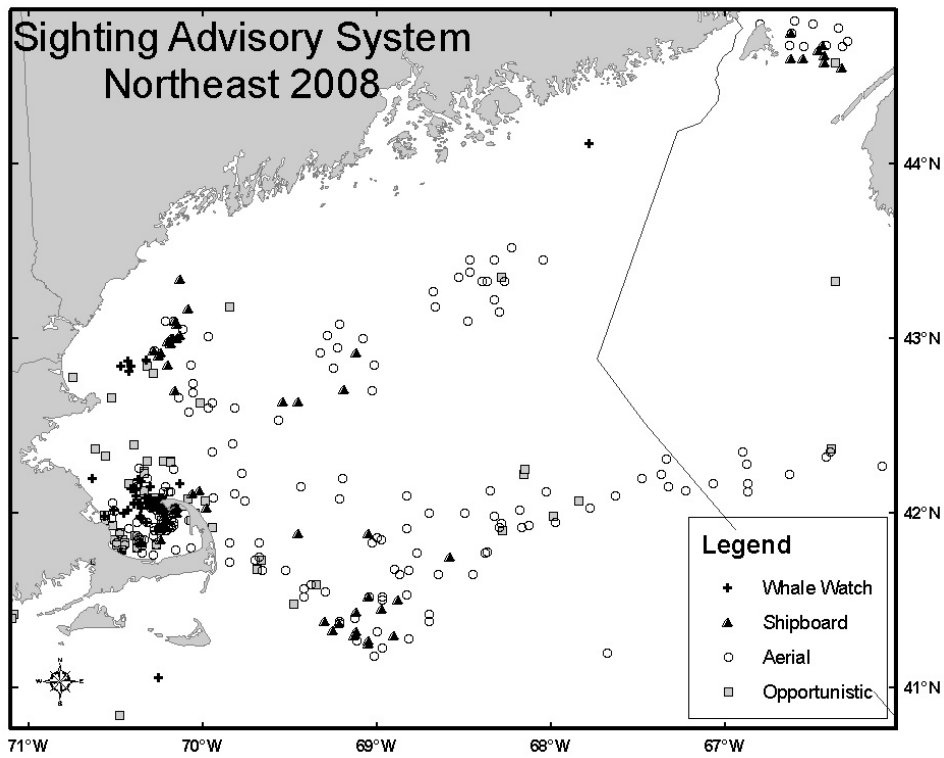 Sighting Advisory System
Northeast 2008
44°N
43°N
42°N
41°N
Legend
Whale Watch
Shipboard
Aerial
Opportunistic
N
W E
S
71°W 70°W 69°W 68°W 67°W